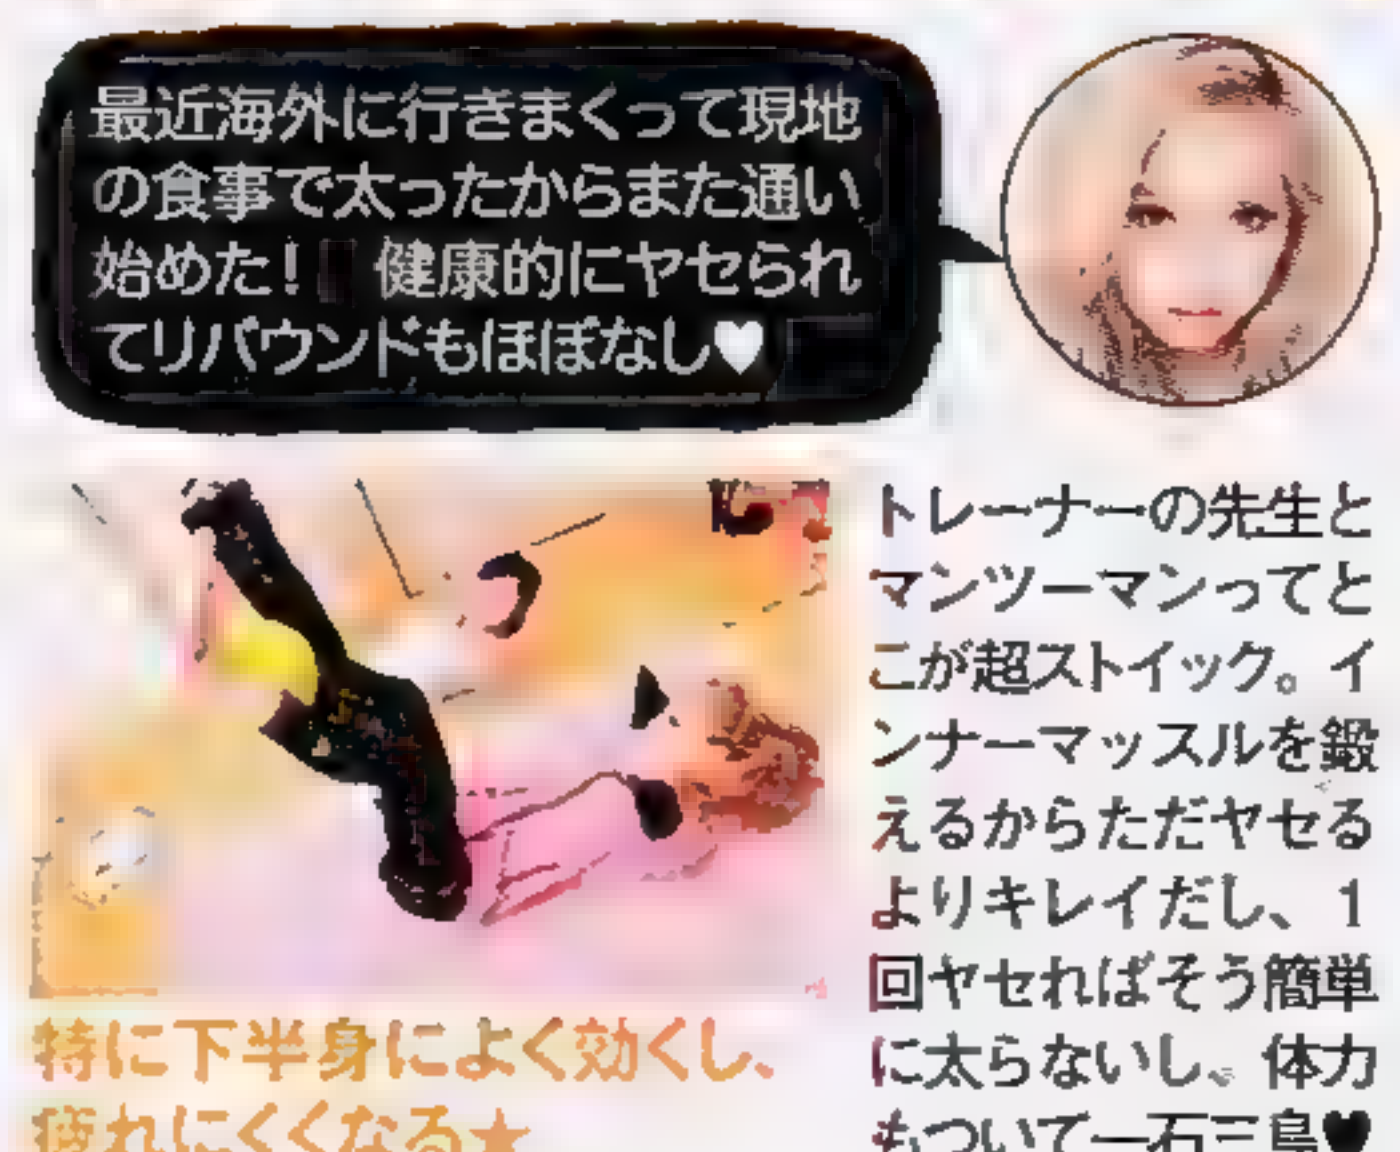 最近海外に行きまくって現地
の食事で太ったからまた通い
始めた! 健康的にヤセられ
てリバウンドもほぼなし♥
トレーナーの先生と
マンツーマンってと
こが超ストイック。イ
ンナーマッスルを鍛
えるからただヤセる
よりキレイだし、1
回ヤセればそう簡単
に太らないし。体力
もついて一石三鳥♥
特に下半身によく効くし、
疲れにくくなる★